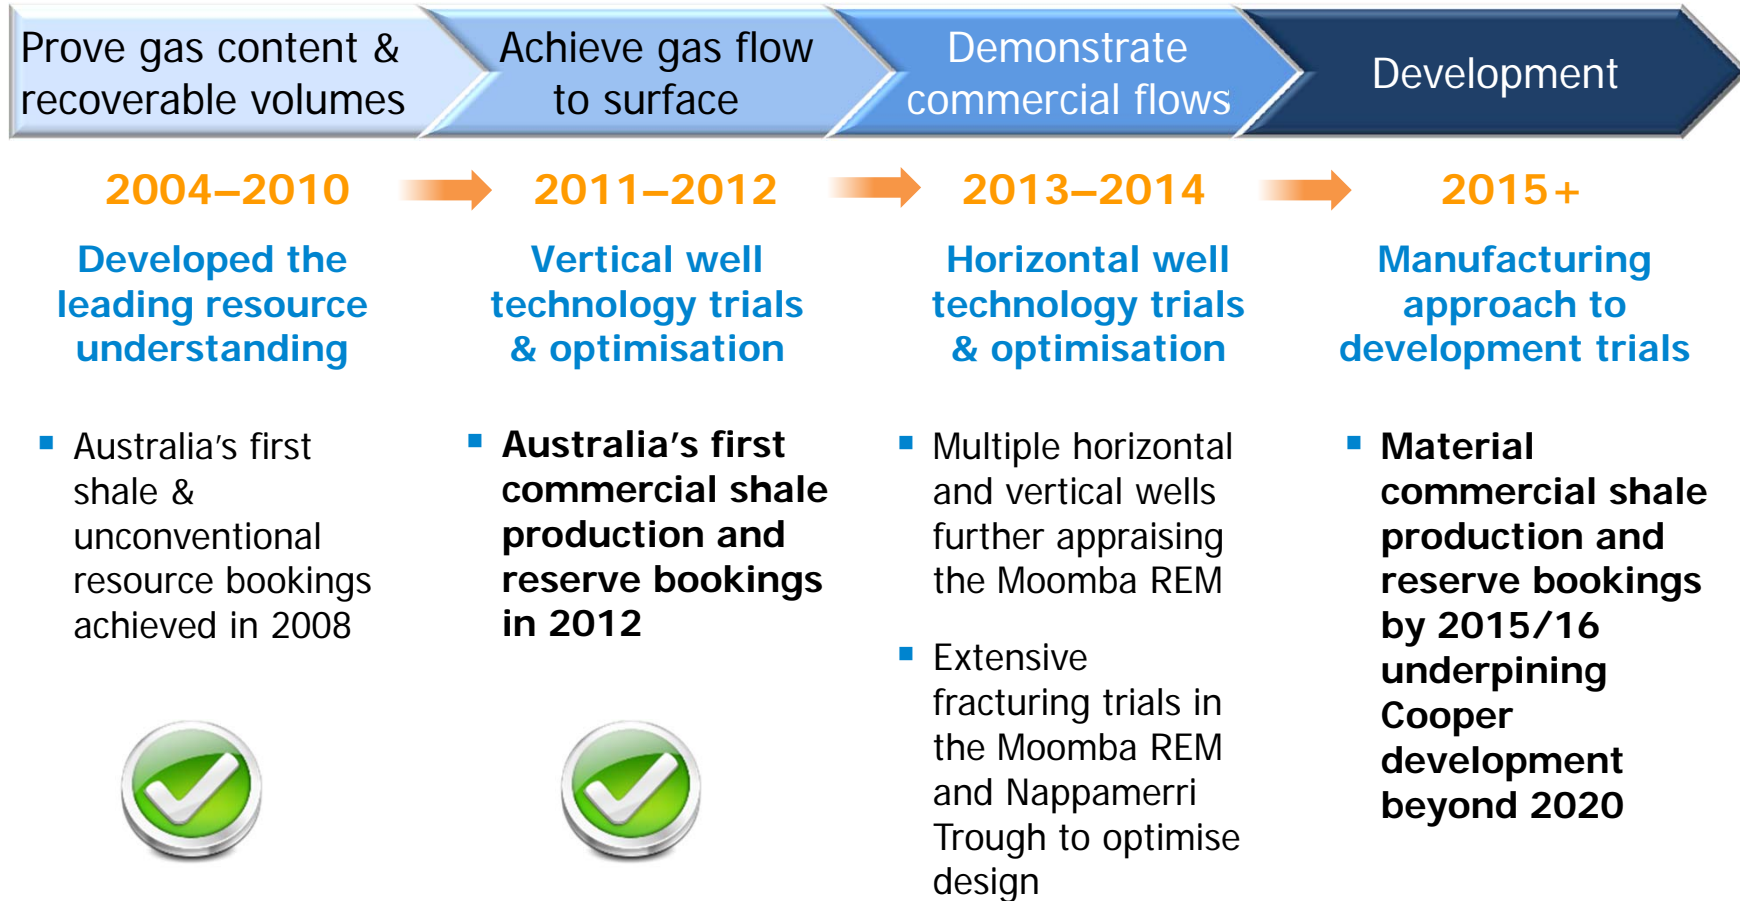 Prove gas content &
recoverable volumes
Achieve gas flow
to surface
Demonstrate
commercial flows
Development
2004–2010
2011–2012
2013–2014
2015+
Developed the
leading resource
understanding
Vertical well
technology trials
& optimisation
Horizontal well
technology trials
& optimisation
Manufacturing
approach to
development trials
▪ Australia's first
shale &
unconventional
resource bookings
achieved in 2008
▪ Australia's first
commercial shale
production and
reserve bookings
in 2012
▪ Multiple horizontal
and vertical wells
further appraising
the Moomba REM
▪ Extensive
fracturing trials in
the Moomba REM
and Nappamerri
Trough to optimise
design
▪ Material
commercial shale
production and
reserve bookings
by 2015/16
underpining
Cooper
development
beyond 2020